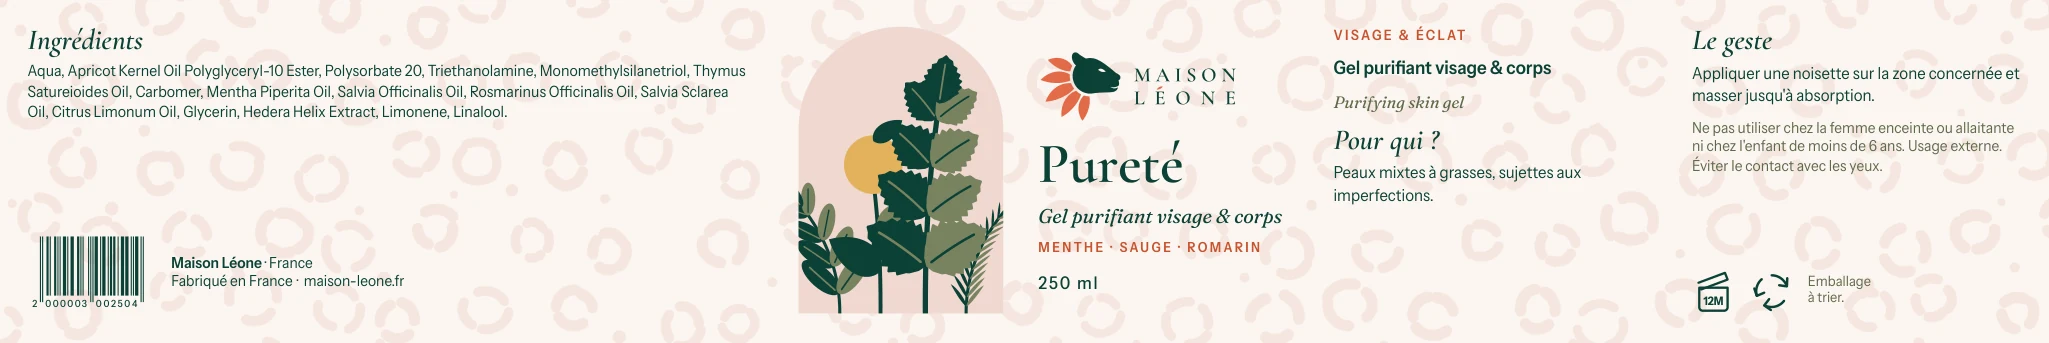 Ingrédients
Aqua, Apricot Kernel Oil Polyglyceryl-10 Ester, Polysorbate 20, Triethanolamine, Monomethylsilanetriol, Thymus
Satureioides Oil, Carbomer, Mentha Piperita Oil, Salvia Officinalis Oil, Rosmarinus Officinalis Oil, Salvia Sclarea
Oil, Citrus Limonum Oil, Glycerin, Hedera Helix Extract, Limonene, Linalool.
2 000003 002504
Maison Léone · France
Fabriqué en France · maison-leone.fr
MAISON
LÉONE
Pureté
Gel purifiant visage & corps
MENTHE · SAUGE · ROMARIN
250 ml
VISAGE & ÉCLAT
Gel purifiant visage & corps
Purifying skin gel
Pour qui ?
Peaux mixtes à grasses, sujettes aux
imperfections.
Le geste
Appliquer une noisette sur la zone concernée et
masser jusqu'à absorption.
Ne pas utiliser chez la femme enceinte ou allaitante
ni chez l'enfant de moins de 6 ans. Usage externe.
Éviter le contact avec les yeux.
12M
Emballage
à trier.